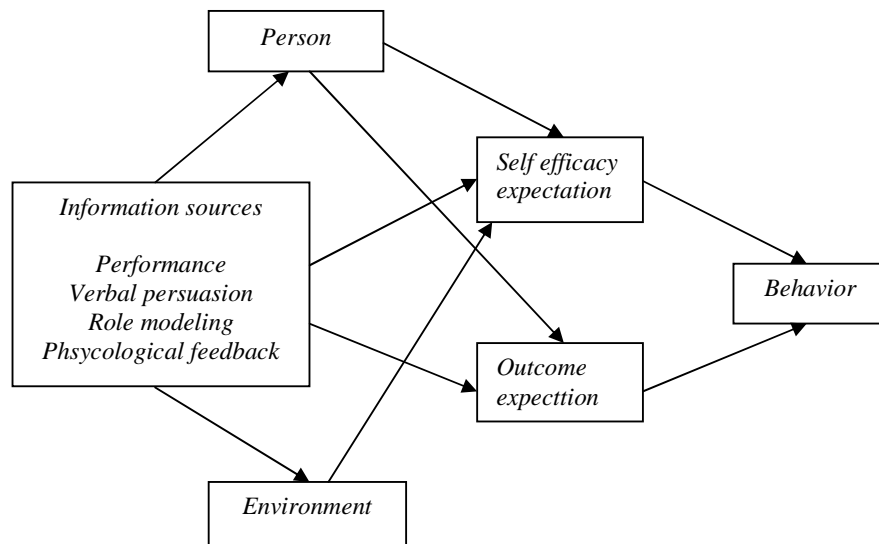 Person
Self efficacy
expectation
Information sources
Performance
Verbal persuasion
Role modeling
Phsycological feedback
Behavior
Outcome
expecttion
Environment